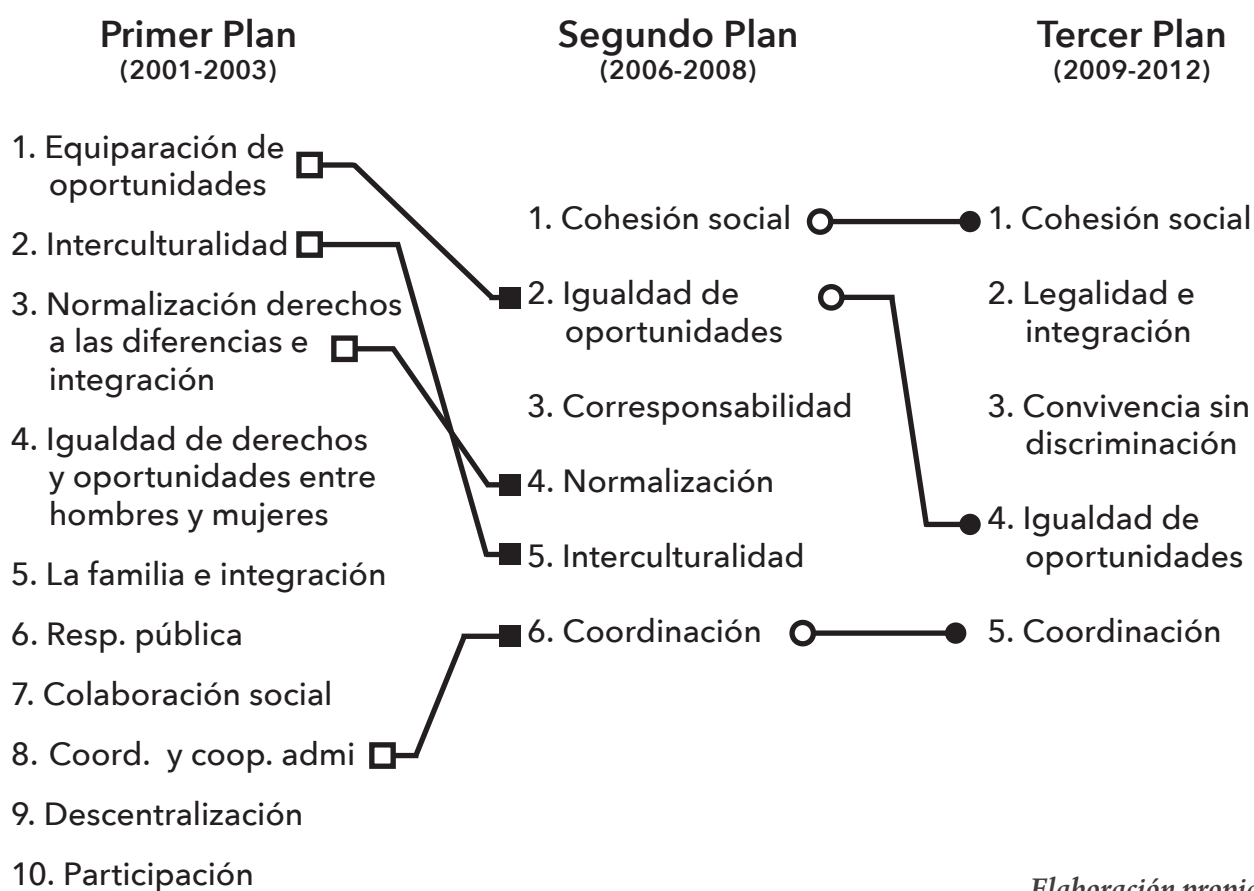 Primer Plan
(2001-2003)
1. Equiparación de
oportunidades
2. Interculturalidad
3. Normalización derechos
a las diferencias e
integración
4. Igualdad de derechos
y oportunidades entre
hombres y mujeres
5. La familia e integración
6. Resp. pública
7. Colaboración social
8. Coord. y coop. admi
9. Descentralización
10. Participación
Segundo Plan
(2006-2008)
1. Cohesión social
2. Igualdad de
oportunidades
3. Corresponsabilidad
4. Normalización
5. Interculturalidad
6. Coordinación
Tercer Plan
(2009-2012)
1. Cohesión social
2. Legalidad e
integración
3. Convivencia sin
discriminación
4. Igualdad de
oportunidades
5. Coordinación
Elaboración propia